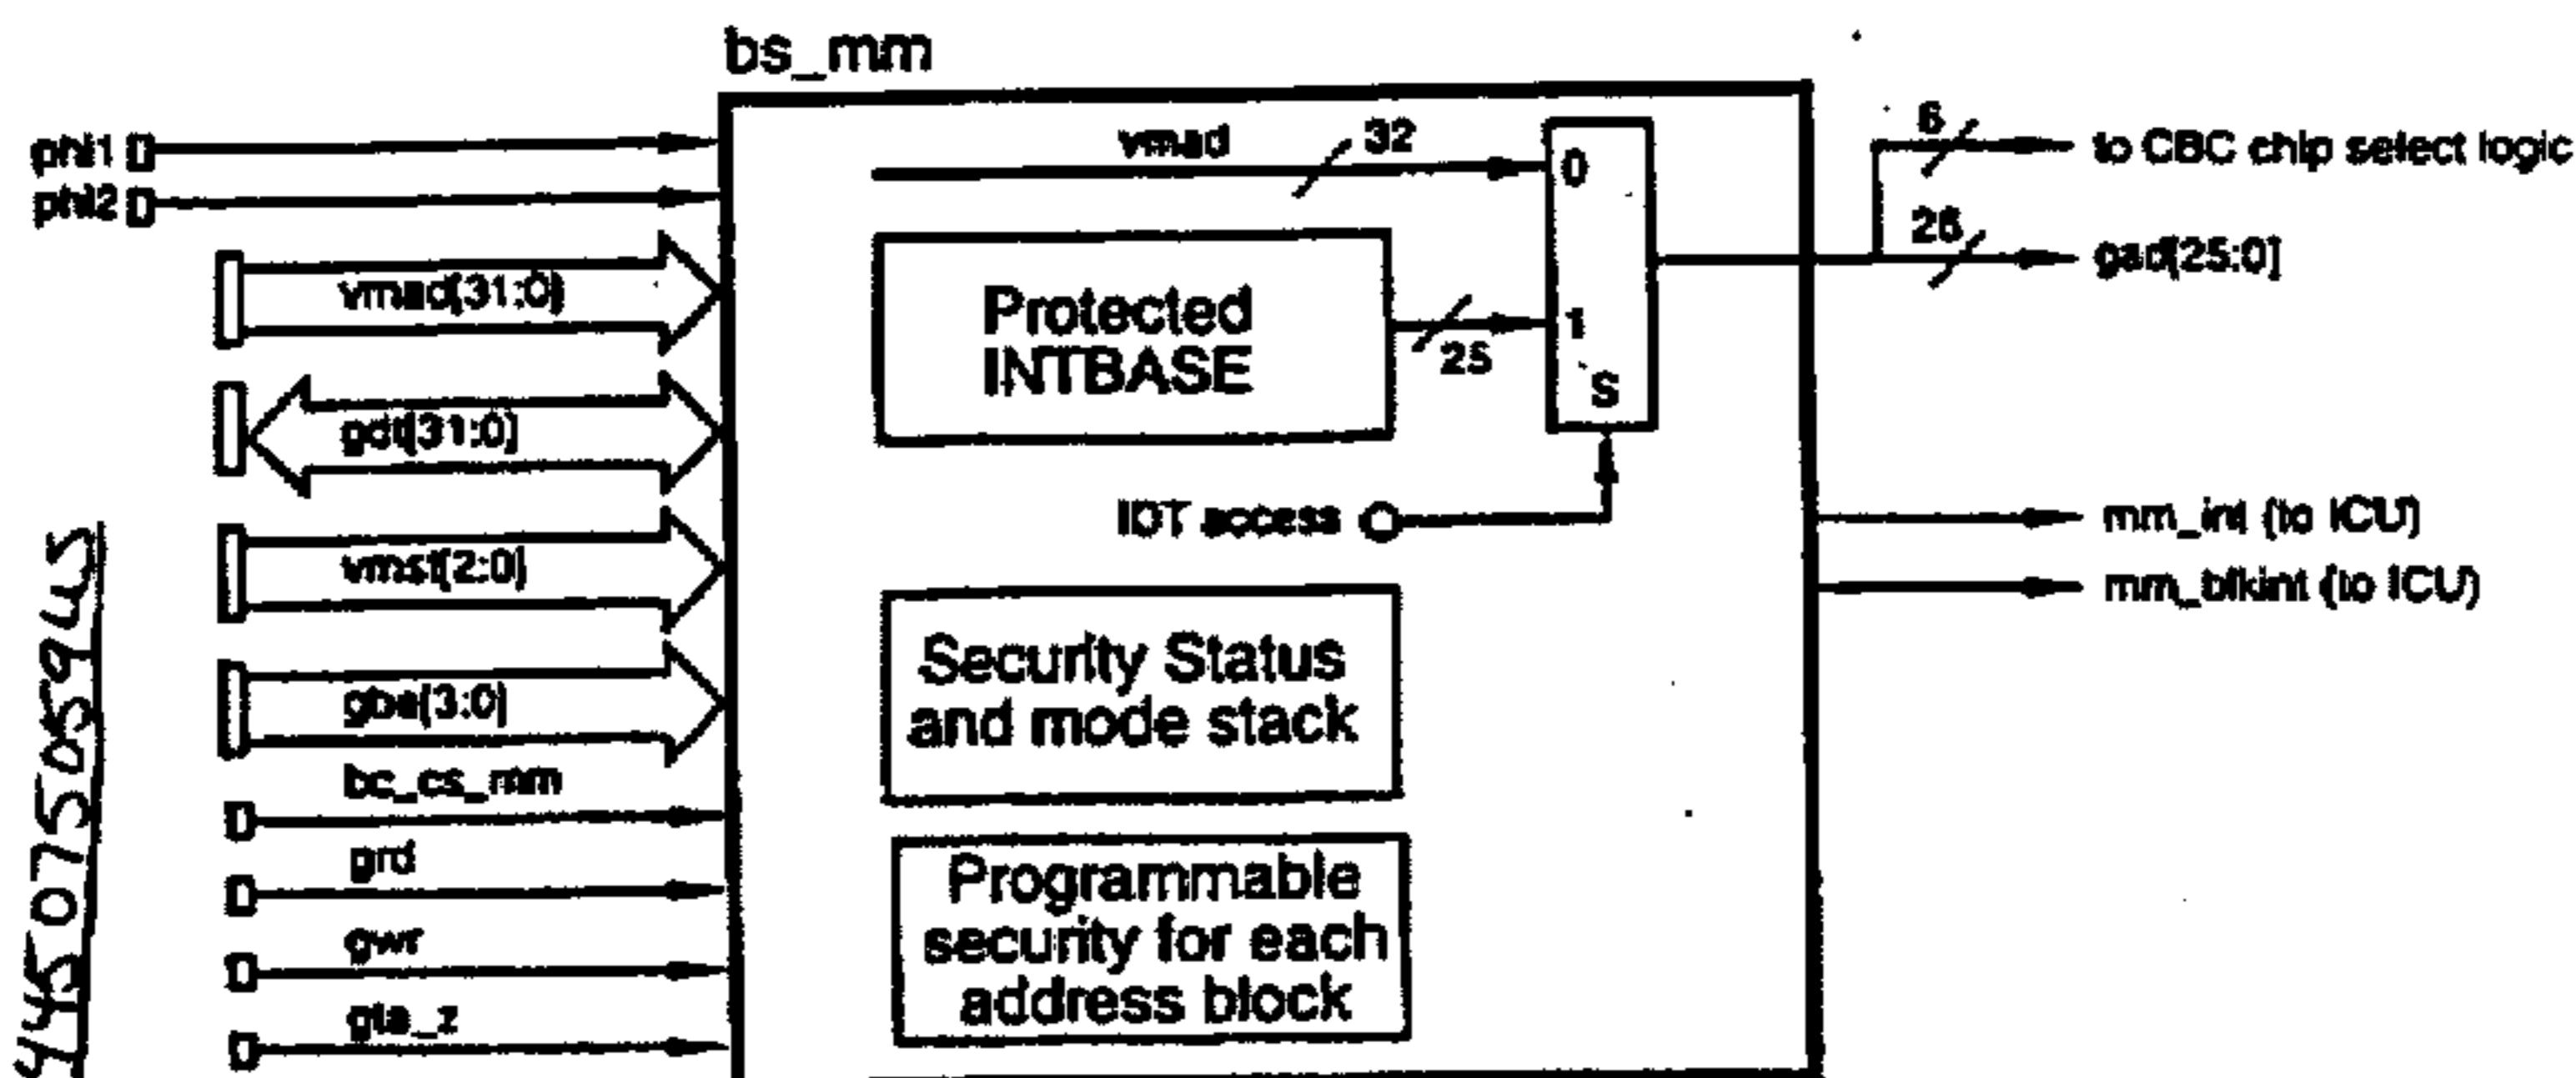 bs_mm
phi1
phi2
vmad
32
0
6
to CBC chip select logic
26
gad[25:0]
vmad(31:0)
Protected
INTBASE
25
1
S
gdt[31:0]
IDT access
mm_int (to ICU)
mm_blkint (to ICU)
vmst(2:0)
Security Status
and mode stack
gbe(3:0)
bc_cs_mm
grd
Programmable
security for each
address block
gwr
gta_z